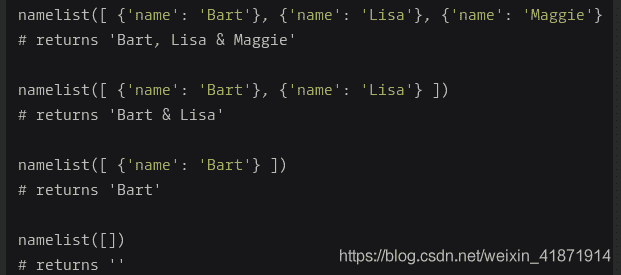 namelist([ {'name': 'Bart'}, {'name': 'Lisa'}, {'name': 'Maggie'}
# returns 'Bart, Lisa & Maggie'
namelist([ {'name': 'Bart'}, {'name': 'Lisa'} ])
# returns 'Bart & Lisa'
namelist([ {'name': 'Bart'} ])
# returns 'Bart'
namelist([])
# returns ''
https://blog.csdn.net/weixin_41871914